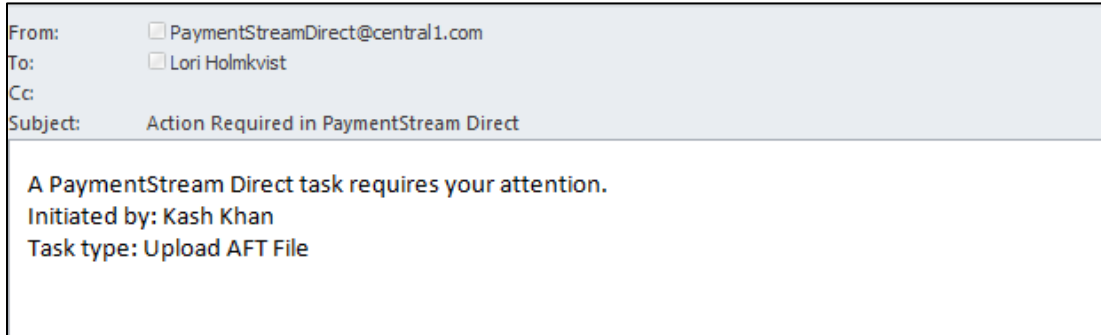 From: PaymentStreamDirect@central1.com
To: Lori Holmkvist
Cc:
Subject: Action Required in PaymentStream Direct
A PaymentStream Direct task requires your attention.
Initiated by: Kash Khan
Task type: Upload AFT File